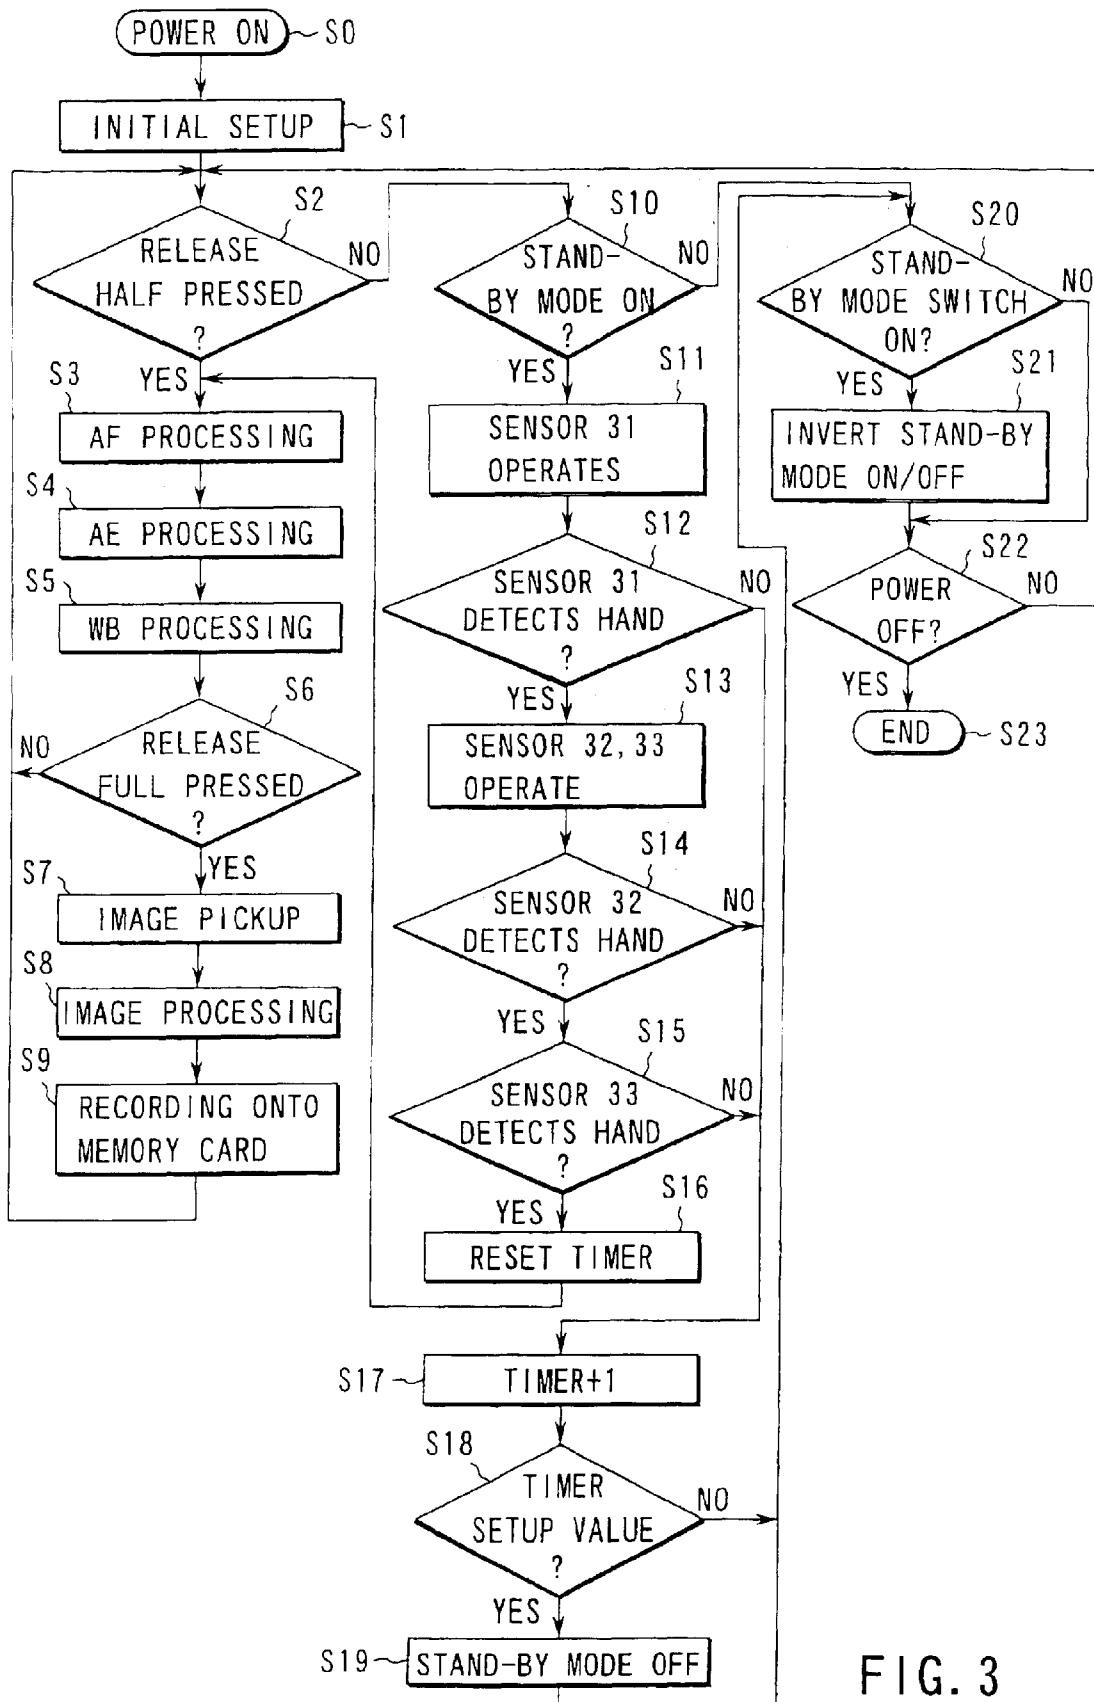 POWER ON
S0
INITIAL SETUP
S1
S2
RELEASE
HALF PRESSED
?
NO
YES
S3
AF PROCESSING
S4
AE PROCESSING
S5
WB PROCESSING
S6
RELEASE
FULL PRESSED
?
NO
YES
S7
IMAGE PICKUP
S8
IMAGE PROCESSING
S9
RECORDING ONTO
MEMORY CARD
S10
STAND-
BY MODE ON
?
NO
YES
S11
SENSOR 31
OPERATES
S12
SENSOR 31
DETECTS HAND
?
NO
YES
S13
SENSOR 32,33
OPERATE
S14
SENSOR 32
DETECTS HAND
?
NO
YES
S15
SENSOR 33
DETECTS HAND
?
NO
YES
S16
RESET TIMER
S17
TIMER+1
S18
TIMER
SETUP VALUE
?
NO
YES
S19
STAND-BY MODE OFF
S20
STAND-
BY MODE SWITCH
ON?
NO
YES
S21
INVERT STAND-BY
MODE ON/OFF
S22
POWER
OFF?
NO
YES
END
S23
FIG. 3